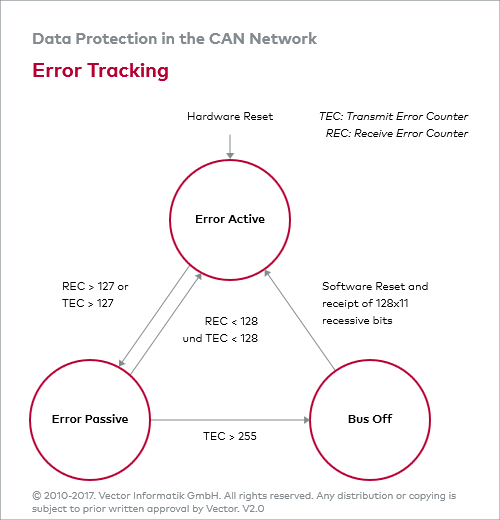 Data Protection in the CAN Network
Error Tracking
Hardware Reset
TEC: Transmit Error Counter
REC: Receive Error Counter
Error Active
REC > 127 or
TEC > 127
Software Reset and
receipt of 128x11
recessive bits
REC < 128
und TEC < 128
Error Passive
Bus Off
TEC > 255
© 2010-2017. Vector Informatik GmbH. All rights reserved. Any distribution or copying is
subject to prior written approval by Vector. V2.0